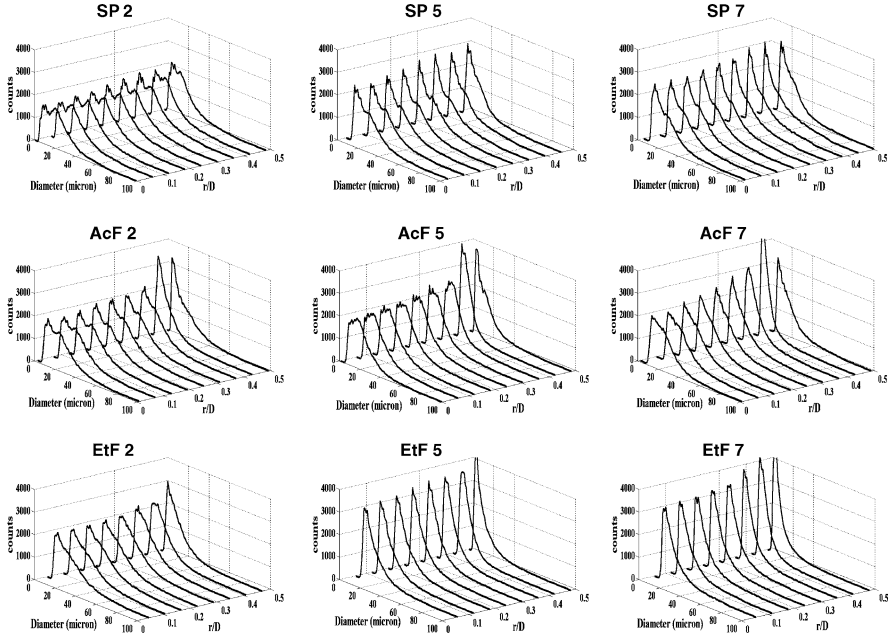 SP 2 SP 5 SP 7
4000 4000 4000
3000 3000 3000
2000 2000 2000
1000 1000 1000
0 0 0
counts counts counts
20 40 60 80 100 20 40 60 80 100 20 40 60 80 100
Diameter (micron) Diameter (micron) Diameter (micron)
0 0.1 0.2 0.3 0.4 0.5 0 0.1 0.2 0.3 0.4 0.5 0 0.1 0.2 0.3 0.4 0.5
r/D r/D r/D
AcF 2 AcF 5 AcF 7
4000 4000 4000
3000 3000 3000
2000 2000 2000
1000 1000 1000
0 0 0
counts counts counts
20 40 60 80 100 20 40 60 80 100 20 40 60 80 100
Diameter (micron) Diameter (micron) Diameter (micron)
0 0.1 0.2 0.3 0.4 0.5 0 0.1 0.2 0.3 0.4 0.5 0 0.1 0.2 0.3 0.4 0.5
r/D r/D r/D
EtF 2 EtF 5 EtF 7
4000 4000 4000
3000 3000 3000
2000 2000 2000
1000 1000 1000
0 0 0
counts counts counts
20 40 60 80 100 20 40 60 80 100 20 40 60 80 100
Diameter (micron) Diameter (micron) Diameter (micron)
0 0.1 0.2 0.3 0.4 0.5 0 0.1 0.2 0.3 0.4 0.5 0 0.1 0.2 0.3 0.4 0.5
r/D r/D r/D